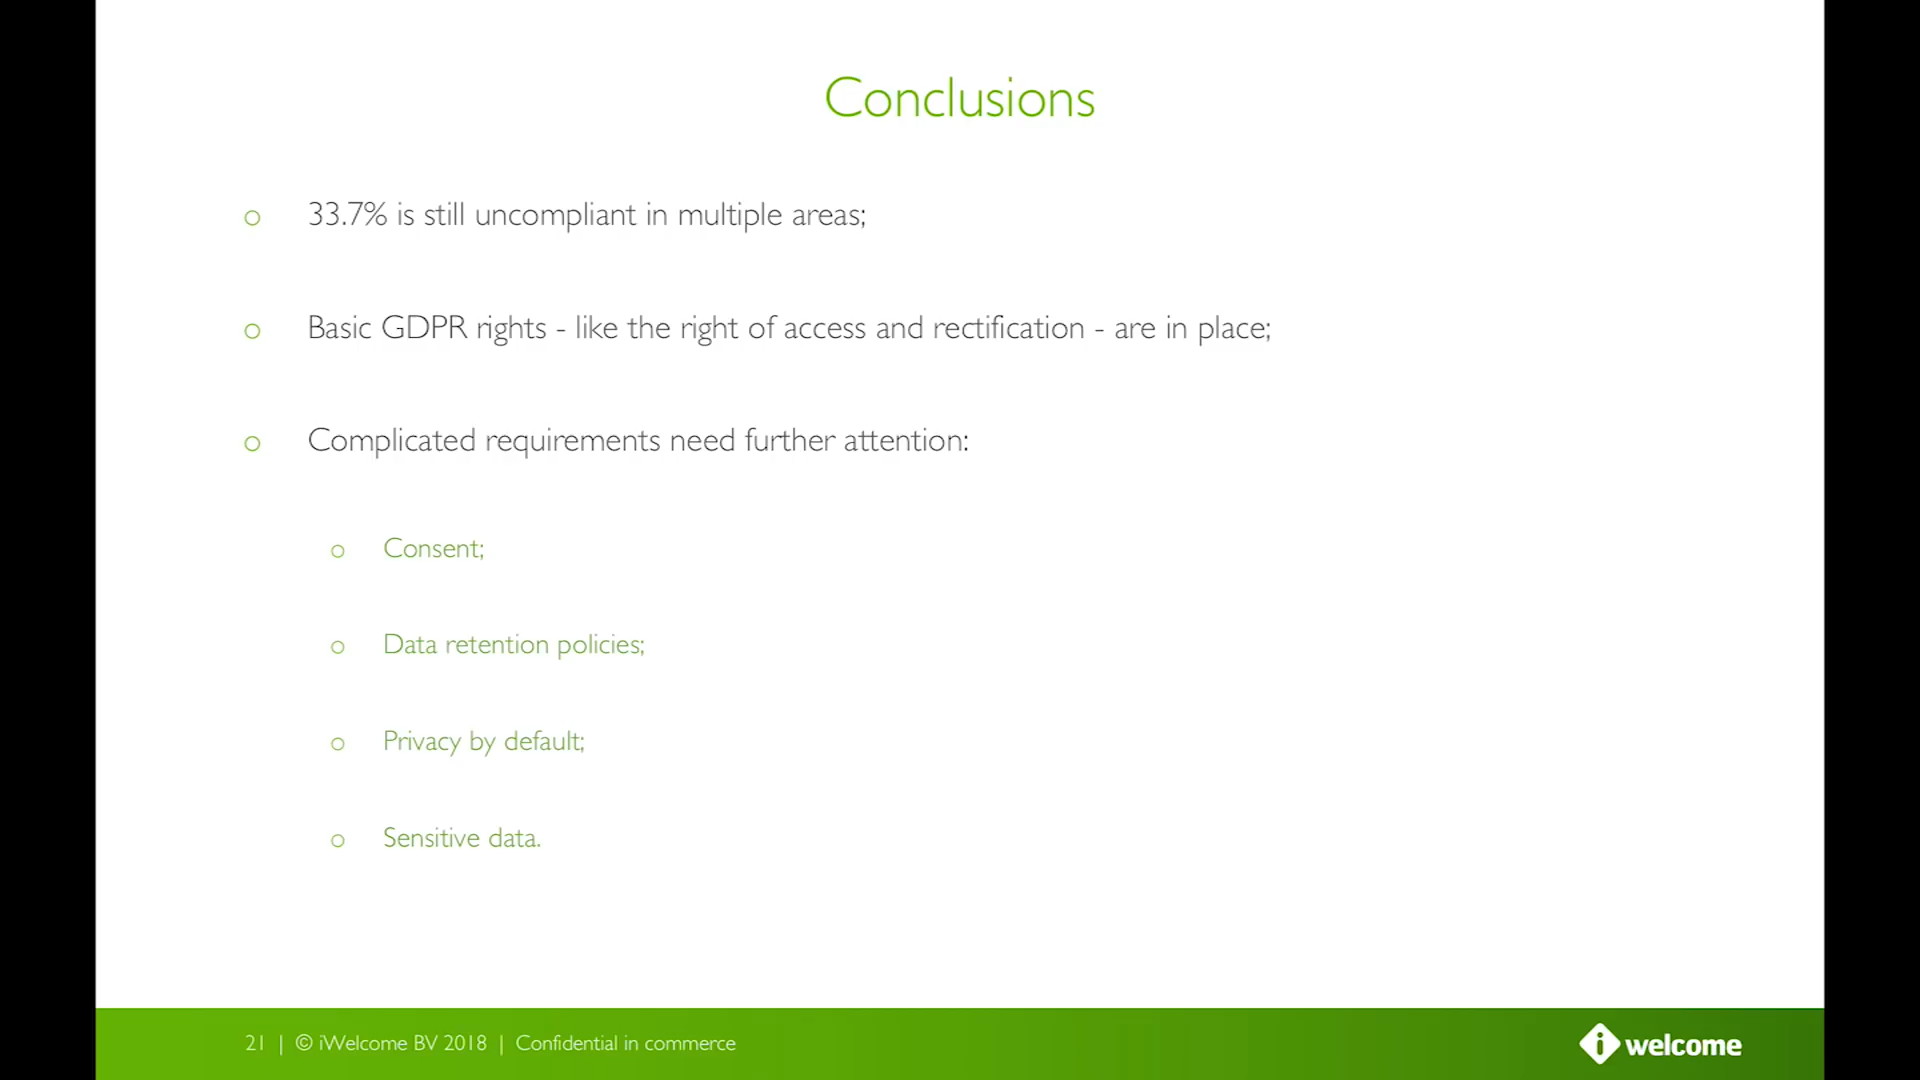 Conclusions
o 33.7% is still uncompliant in multiple areas;
o Basic GDPR rights - like the right of access and rectification - are in place;
o Complicated requirements need further attention:
o Consent;
o Data retention policies;
o Privacy by default;
o Sensitive data.
21 | © iWelcome BV 2018 | Confidential in commerce
i welcome